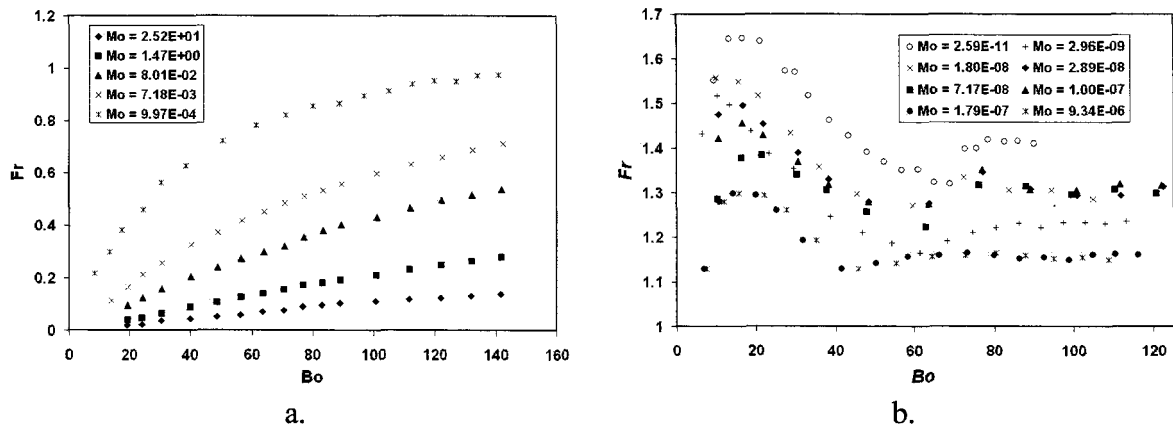 1.2
1
0.8
0.6
0.4
0.2
0
Fr
Mo = 2.52E+01
Mo = 1.47E+00
Mo = 8.01E-02
Mo = 7.18E-03
Mo = 9.97E-04
0 20 40 60 80 100 120 140 160
Bo
a.
1.7
1.6
1.5
1.4
1.3
1.2
1.1
1
Fr
Mo = 2.59E-11 Mo = 2.96E-09
Mo = 1.80E-08 Mo = 2.89E-08
Mo = 7.17E-08 Mo = 1.00E-07
Mo = 1.79E-07 Mo = 9.34E-06
0 20 40 60 80 100 120
Bo
b.